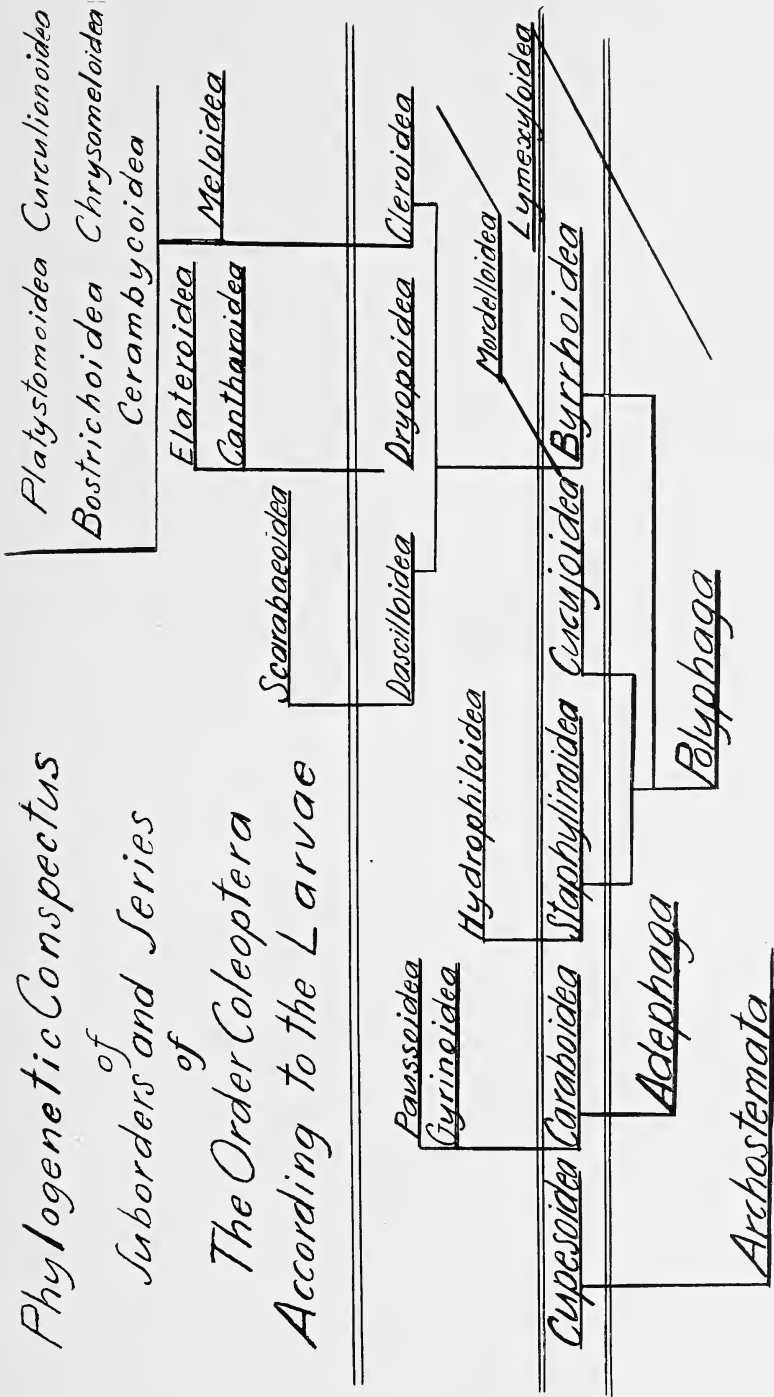 Phylogenetic Conspectus
of
Suborders and Series
of
The Order Coleoptera
According to the Larvae
Platystomoidea Curculionoidea
Bostrichoidea Chrysomeloidea
Cerambycoidea
Elateroidea
Meloidea
Cantharoidea
Scarabaeoidea
Dascilloidea
Dryopoidea
Cleroidea
Paussoidea
Gyrinoidea
Hydrophiloidea
Mordelloidea
Lymexyloidea
Cupesoidea
Caraboidea
Staphylinoidea
Cucujoidea
Byrrhoidea
Adephaga
Polyphaga
Archostemata